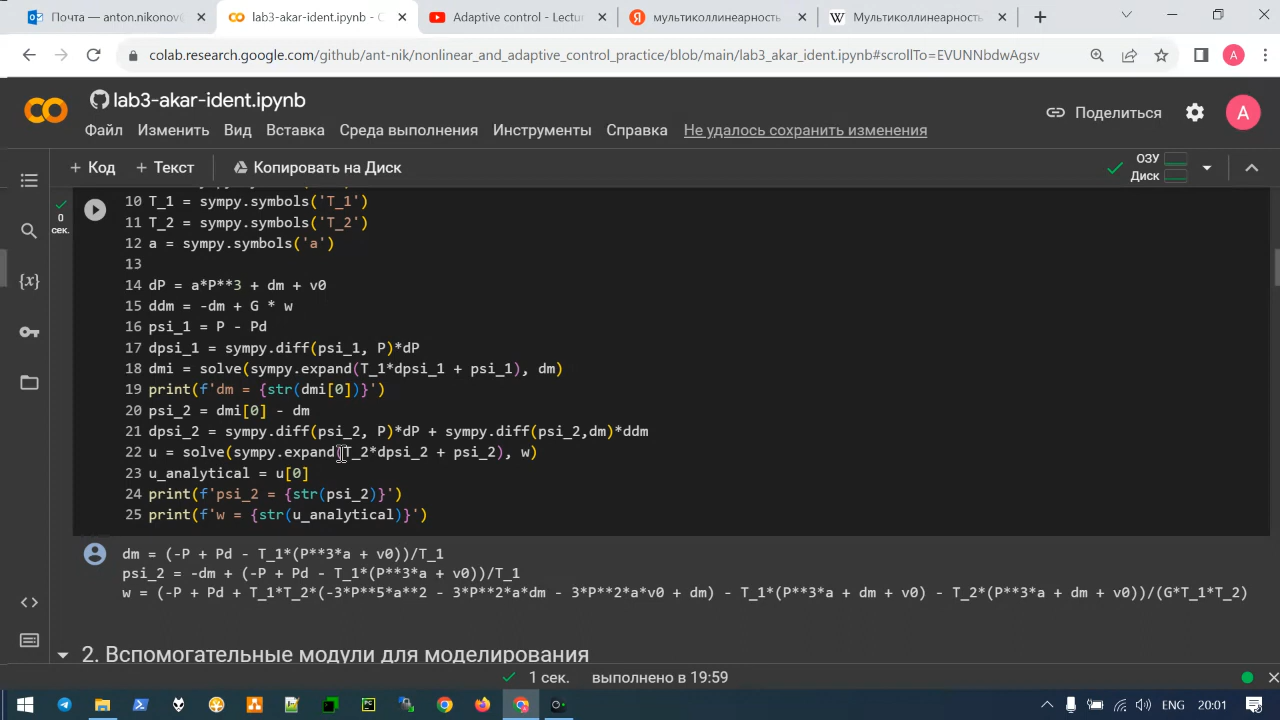 Почта — anton.nikonov
lab3-akar-ident.ipynb - C
Adaptive control - Lectu
мультиколлинеарность
Мультиколлинеарность
colab.research.google.com/github/ant-nik/nonlinear_and_adaptive_control_practice/blob/main/lab3_akar_ident.ipynb#scrollTo=EVUNNbdwAgsr
A
lab3-akar-ident.ipynb
Поделиться
A
Файл Изменить Вид Вставка Среда выполнения Инструменты Справка Не удалось сохранить изменения
+ Код + Текст Копировать на Диск
ОЗУ
Диск
0
сек.
10 T_1 = sympy.symbols('T_1')
11 T_2 = sympy.symbols('T_2')
12 a = sympy.symbols('a')
13
14 dP = a*P**3 + dm + v0
15 ddm = -dm + G * w
16 psi_1 = P - Pd
17 dpsi_1 = sympy.diff(psi_1, P)*dP
18 dmi = solve(sympy.expand(T_1*dpsi_1 + psi_1), dm)
19 print(f'dm = {str(dmi[0])}')
20 psi_2 = dmi[0] - dm
21 dpsi_2 = sympy.diff(psi_2, P)*dP + sympy.diff(psi_2,dm)*ddm
22 u = solve(sympy.expand(T_2*dpsi_2 + psi_2), w)
23 u_analytical = u[0]
24 print(f'psi_2 = {str(psi_2)}')
25 print(f'w = {str(u_analytical)}')
dm = (-P + Pd - T_1*(P**3*a + v0))/T_1
psi_2 = -dm + (-P + Pd - T_1*(P**3*a + v0))/T_1
w = (-P + Pd + T_1*T_2*(-3*P**5*a**2 - 3*P**2*a*dm - 3*P**2*a*v0 + dm) - T_1*(P**3*a + dm + v0) - T_2*(P**3*a + dm + v0))/(G*T_1*T_2)
2. Вспомогательные модули для моделирования
1 сек. выполнено в 19:59
ENG 20:01